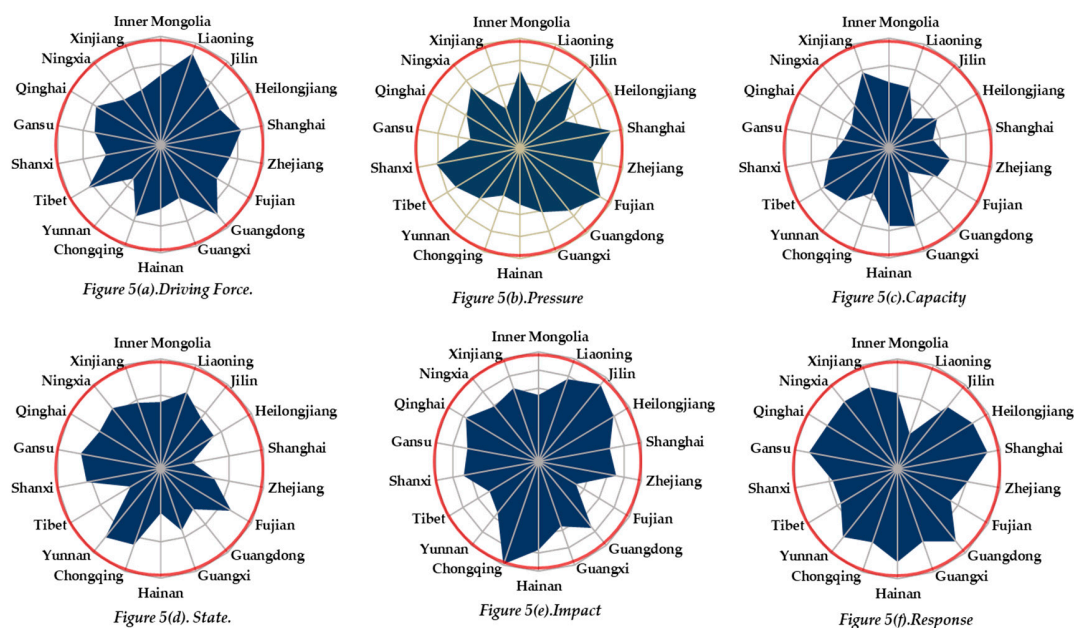 Inner Mongolia
Liaoning
Jilin
Heilongjiang
Shanghai
Zhejiang
Fujian
Guangdong
Guangxi
Hainan
Chongqing
Yunnan
Tibet
Shanxi
Gansu
Qinghai
Ningxia
Xinjiang
Figure 5(a).Driving Force.
Inner Mongolia
Liaoning
Jilin
Heilongjiang
Shanghai
Zhejiang
Fujian
Guangdong
Guangxi
Hainan
Chongqing
Yunnan
Tibet
Shanxi
Gansu
Qinghai
Ningxia
Xinjiang
Figure 5(b).Pressure
Inner Mongolia
Liaoning
Jilin
Heilongjiang
Shanghai
Zhejiang
Fujian
Guangdong
Guangxi
Hainan
Chongqing
Yunnan
Tibet
Shanxi
Gansu
Qinghai
Ningxia
Xinjiang
Figure 5(c).Capacity
Inner Mongolia
Liaoning
Jilin
Heilongjiang
Shanghai
Zhejiang
Fujian
Guangdong
Guangxi
Hainan
Chongqing
Yunnan
Tibet
Shanxi
Gansu
Qinghai
Ningxia
Xinjiang
Figure 5(d). State.
Inner Mongolia
Liaoning
Jilin
Heilongjiang
Shanghai
Zhejiang
Fujian
Guangdong
Guangxi
Hainan
Chongqing
Yunnan
Tibet
Shanxi
Gansu
Qinghai
Ningxia
Xinjiang
Figure 5(e).Impact
Inner Mongolia
Liaoning
Jilin
Heilongjiang
Shanghai
Zhejiang
Fujian
Guangdong
Guangxi
Hainan
Chongqing
Yunnan
Tibet
Shanxi
Gansu
Qinghai
Ningxia
Xinjiang
Figure 5(f).Response